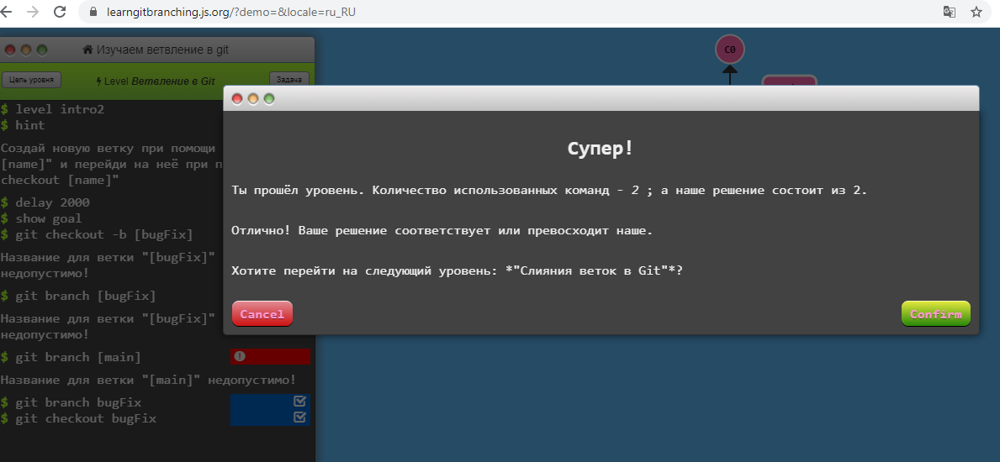 learngitbranching.js.org/?demo=&locale=ru_RU
Изучаем ветвление в git
Цель уровня
Level Ветвление в Git
Задача
C0
$ level intro2
$ hint
Создай новую ветку при помощи
[name]" и перейди на неё при п
checkout [name]"
$ delay 2000
$ show goal
$ git checkout -b [bugFix]
Название для ветки "[bugFix]"
недопустимо!
$ git branch [bugFix]
Название для ветки "[bugFix]"
недопустимо!
$ git branch [main]
Название для ветки "[main]" недопустимо!
$ git branch bugFix
$ git checkout bugFix
Супер!
Ты прошёл уровень. Количество использованных команд - 2 ; а наше решение состоит из 2.
Отлично! Ваше решение соответствует или превосходит наше.
Хотите перейти на следующий уровень: *"Слияния веток в Git"*?
Cancel
Confirm